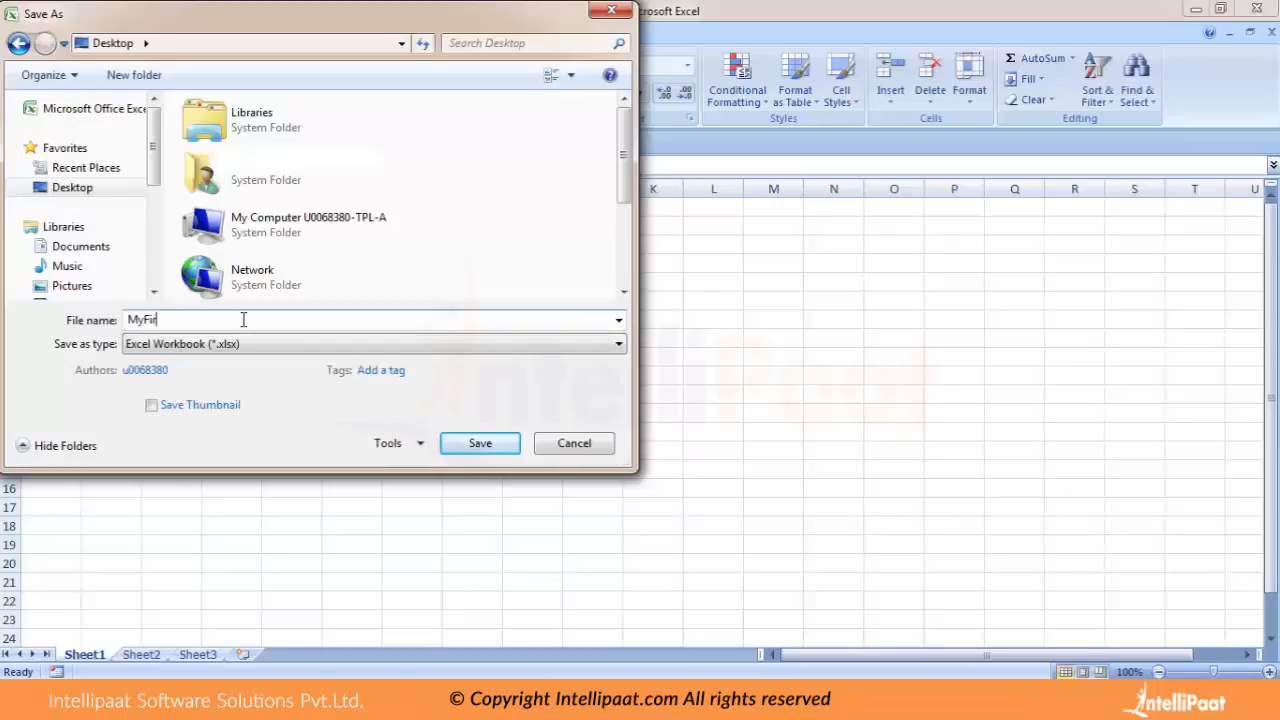 Save As
rosoft Excel
Desktop
Search Desktop
Organize
New folder
Microsoft Office Exce
Favorites
Recent Places
Desktop
Libraries
Documents
Music
Pictures
Libraries
System Folder
System Folder
My Computer U0068380-TPL-A
System Folder
Network
System Folder
File name: MyFir
Save as type: Excel Workbook (*.xlsx)
Authors: u0068380
Tags: Add a tag
Save Thumbnail
Hide Folders
Tools
Save
Cancel
Conditional Formatting
Format as Table
Cell Styles
Styles
Insert
Delete
Format
Cells
AutoSum
Fill
Clear
Sort & Filter
Find & Select
Editing
K L M N O P Q R S T U
IntelliPaat
16
17
18
19
20
21
22
23
24
Sheet1 Sheet2 Sheet3
Ready
100%
Intellipaat Software Solutions Pvt.Ltd.
© Copyright Intellipaat.com All rights reserved
IntelliPaat